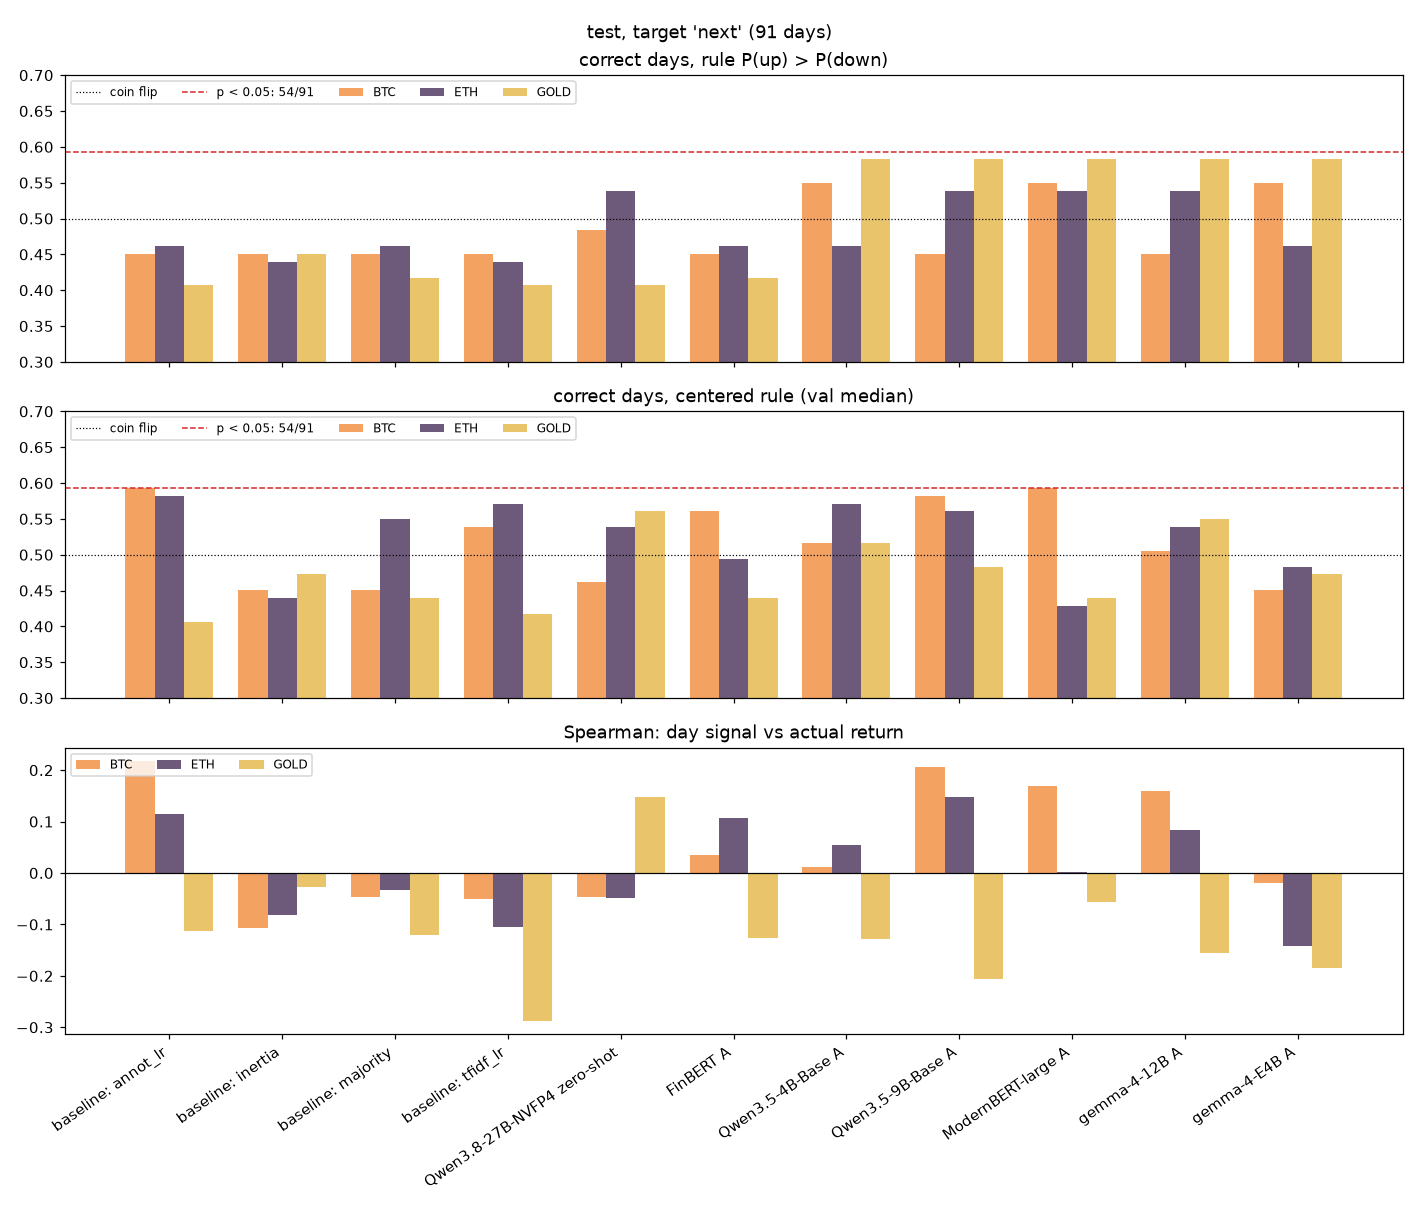 test, target 'next' (91 days)
correct days, rule P(up) > P(down)
0.70
0.65
0.60
0.55
0.50
0.45
0.40
0.35
0.30
coin flip p < 0.05: 54/91 BTC ETH GOLD
correct days, centered rule (val median)
0.70
0.65
0.60
0.55
0.50
0.45
0.40
0.35
0.30
coin flip p < 0.05: 54/91 BTC ETH GOLD
Spearman: day signal vs actual return
0.2
0.1
0.0
−0.1
−0.2
−0.3
BTC ETH GOLD
baseline: annot_lr
baseline: inertia
baseline: majority
baseline: tfidf_lr
Qwen3.8-27B-NVFP4 zero-shot
FinBERT A
Qwen3.5-4B-Base A
Qwen3.5-9B-Base A
ModernBERT-large A
gemma-4-12B A
gemma-4-E4B A